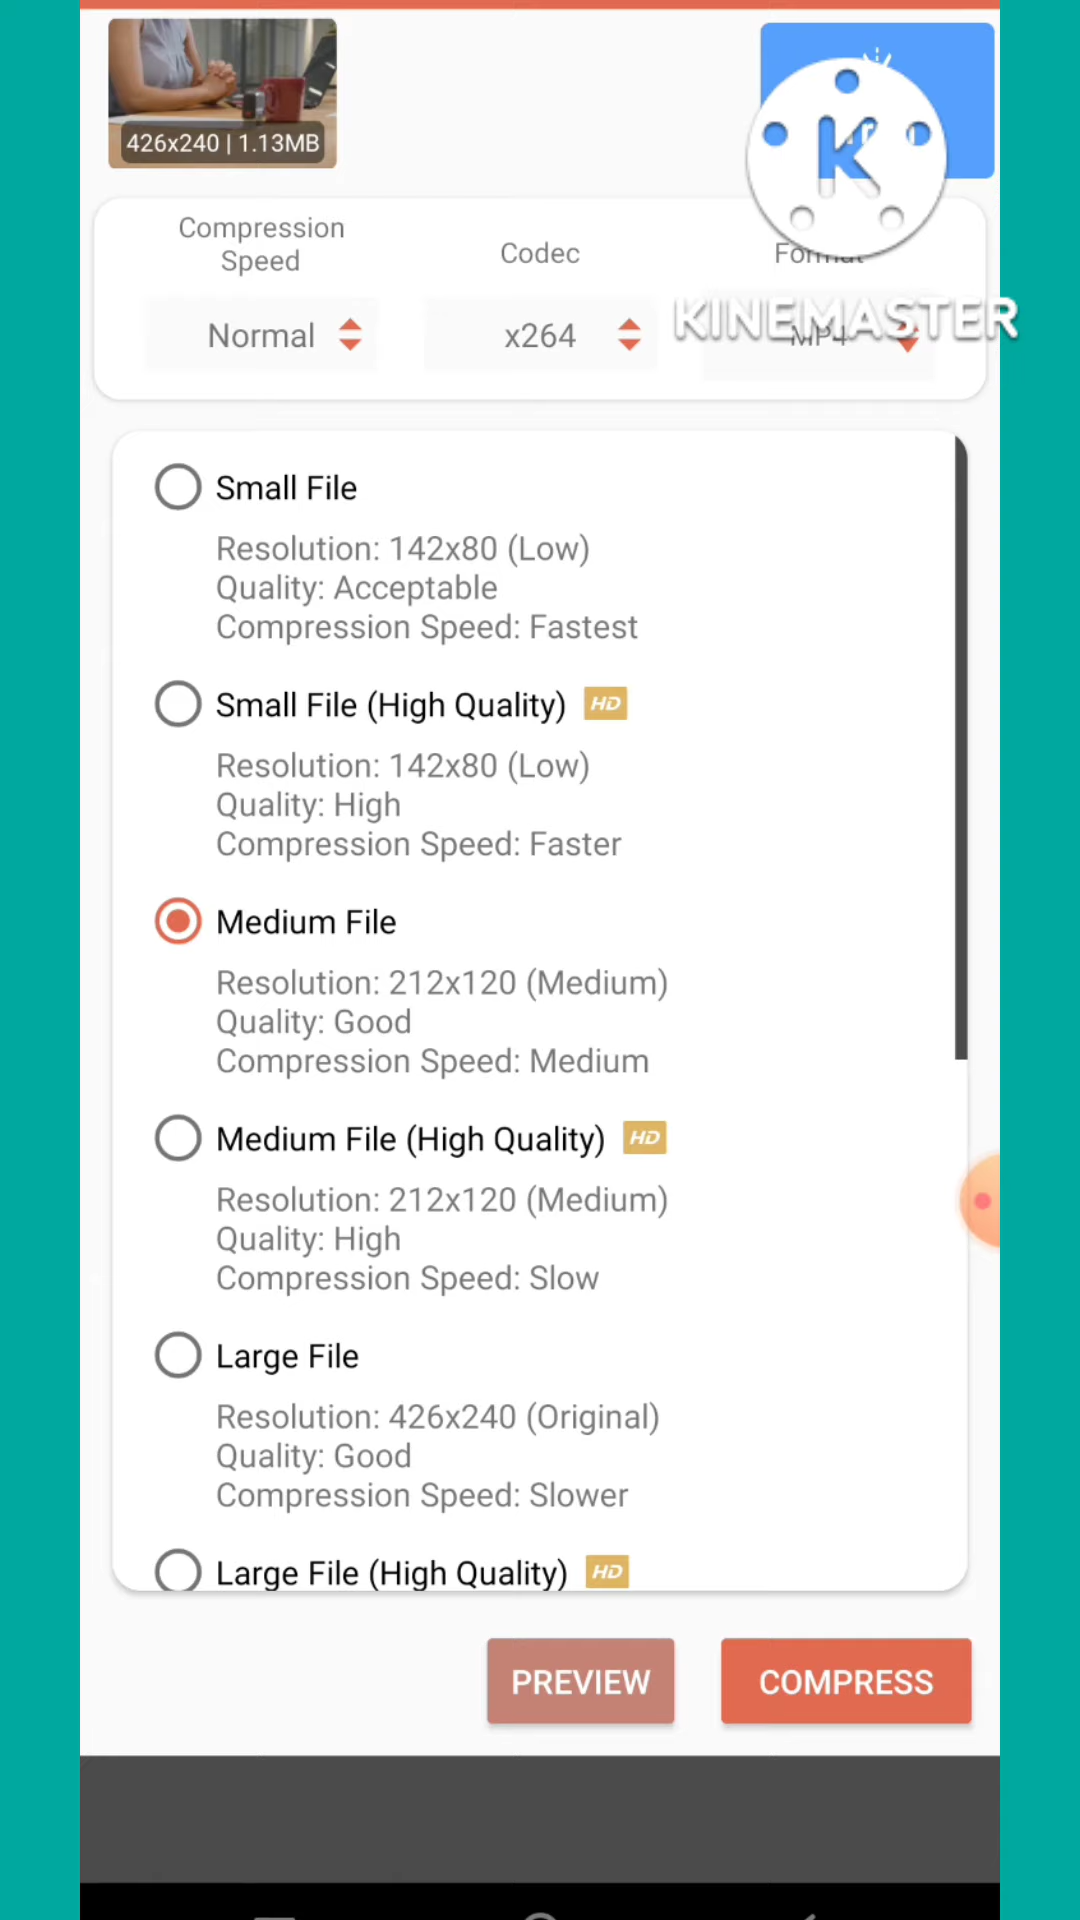 426x240 | 1.13MB
K
KINEMASTER
Compression
Speed
Codec
Format
Normal
x264
MP4
Small File
Resolution: 142x80 (Low)
Quality: Acceptable
Compression Speed: Fastest
Small File (High Quality) HD
Resolution: 142x80 (Low)
Quality: High
Compression Speed: Faster
Medium File
Resolution: 212x120 (Medium)
Quality: Good
Compression Speed: Medium
Medium File (High Quality) HD
Resolution: 212x120 (Medium)
Quality: High
Compression Speed: Slow
Large File
Resolution: 426x240 (Original)
Quality: Good
Compression Speed: Slower
Large File (High Quality) HD
PREVIEW
COMPRESS